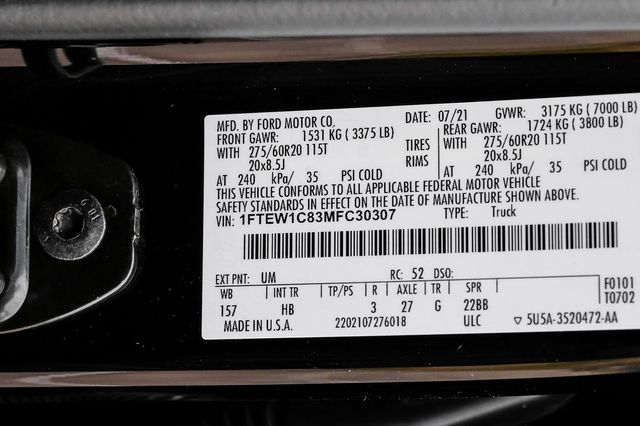 MFD. BY FORD MOTOR CO. DATE: 07/21 GVWR: 3175 KG ( 7000 LB)
FRONT GAWR: 1531 KG ( 3375 LB) REAR GAWR: 1724 KG ( 3800 LB)
WITH 275/60R20 115T TIRES WITH 275/60R20 115T
20x8.5J RIMS 20x8.5J
AT 240 kPa/ 35 PSI COLD AT 240 kPa/ 35 PSI COLD
THIS VEHICLE CONFORMS TO ALL APPLICABLE FEDERAL MOTOR VEHICLE
SAFETY STANDARDS IN EFFECT ON THE DATE OF MANUFACTURE SHOWN ABOVE.
VIN: 1FTEW1C83MFC30307 TYPE: Truck
EXT PNT: UM RC: 52 DSO: F0101
WB INT TR TP/PS R AXLE TR SPR T0702
157 HB 3 27 G 22BB
MADE IN U.S.A. 2202107276018 ULC ▽ 5U5A-3520472-AA